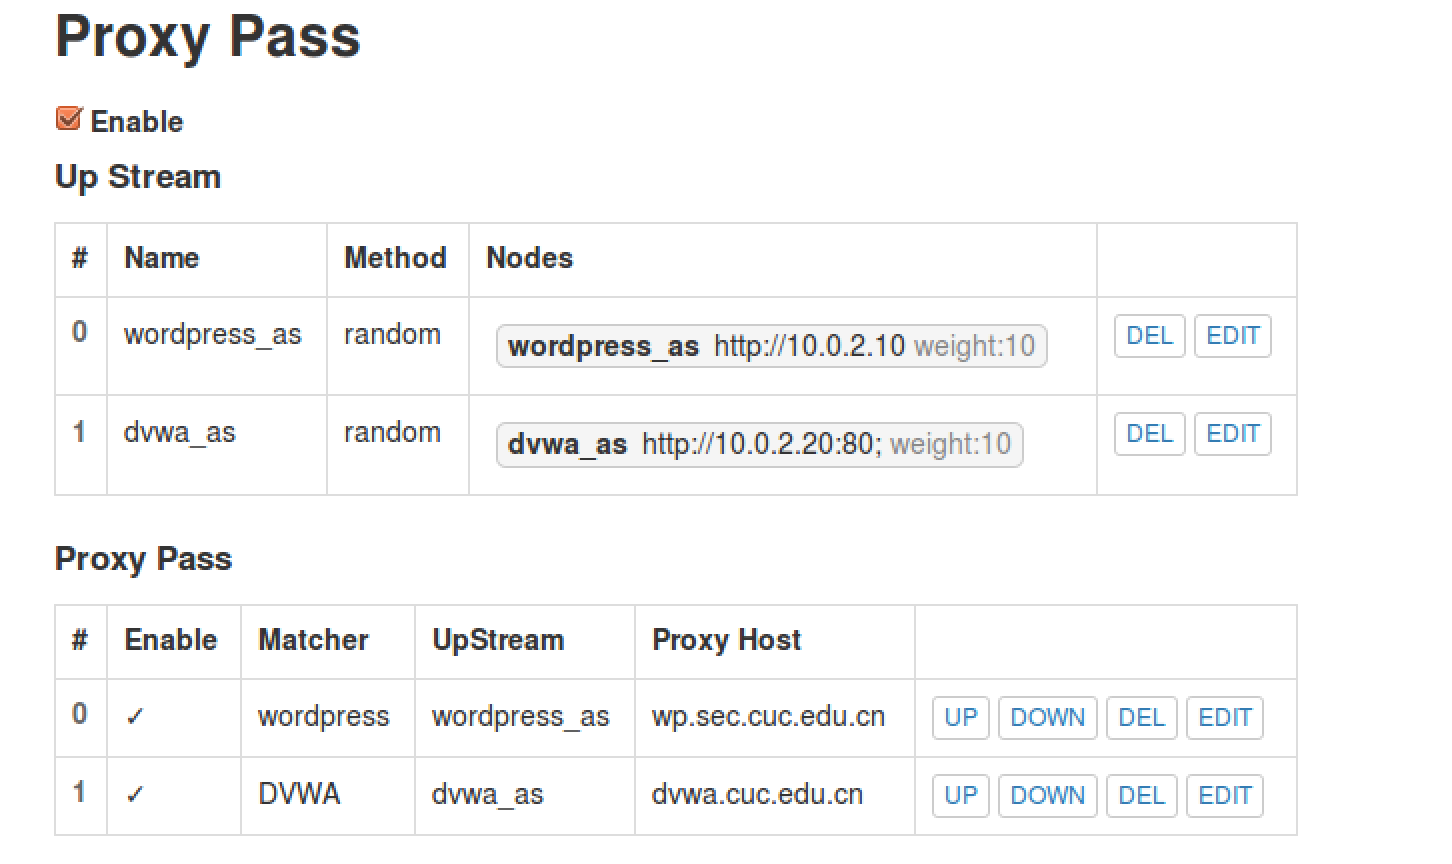 Proxy Pass
Enable
Up Stream
# Name Method Nodes
0 wordpress_as random wordpress_as http://10.0.2.10 weight:10 DEL EDIT
1 dvwa_as random dvwa_as http://10.0.2.20:80; weight:10 DEL EDIT
Proxy Pass
# Enable Matcher UpStream Proxy Host
0 ✓ wordpress wordpress_as wp.sec.cuc.edu.cn UP DOWN DEL EDIT
1 ✓ DVWA dvwa_as dvwa.cuc.edu.cn UP DOWN DEL EDIT